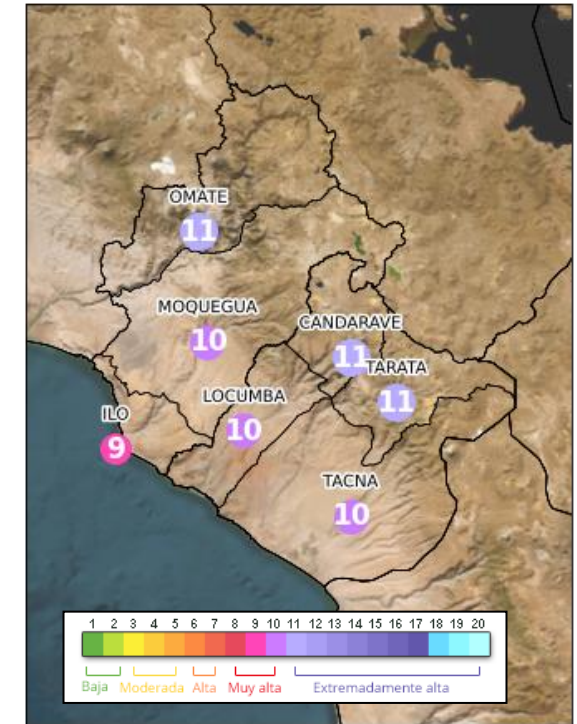 OMATE
11
MOQUEGUA
10
CANDARAVE
11
TARATA
11
LOCUMBA
10
ILO
9
TACNA
10
1 2 3 4 5 6 7 8 9 10 11 12 13 14 15 16 17 18 19 20
Baja Moderada Alta Muy alta Extremadamente alta